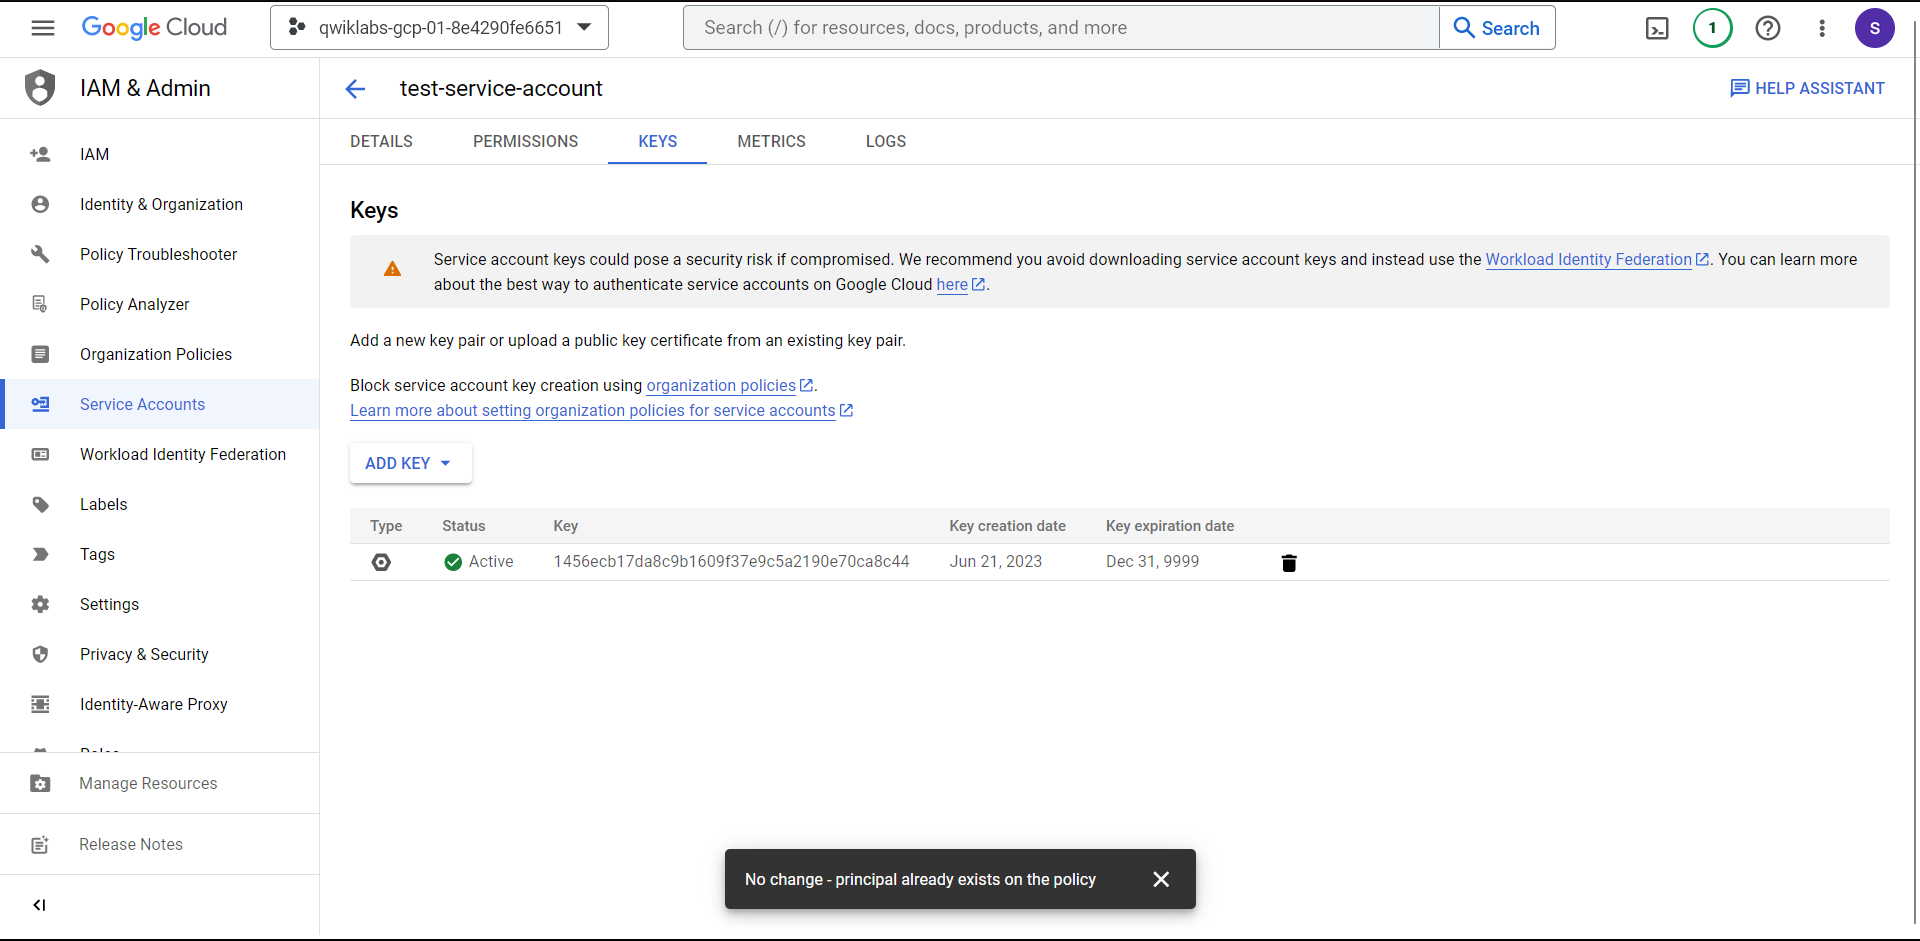 Google Cloud
qwiklabs-gcp-01-8e4290fe6651
Search (/) for resources, docs, products, and more
Search
1
S
IAM & Admin
test-service-account
HELP ASSISTANT
DETAILS
PERMISSIONS
KEYS
METRICS
LOGS
IAM
Identity & Organization
Policy Troubleshooter
Policy Analyzer
Organization Policies
Service Accounts
Workload Identity Federation
Labels
Tags
Settings
Privacy & Security
Identity-Aware Proxy
Roles
Manage Resources
Release Notes
Keys
Service account keys could pose a security risk if compromised. We recommend you avoid downloading service account keys and instead use the Workload Identity Federation. You can learn more
about the best way to authenticate service accounts on Google Cloud here.
Add a new key pair or upload a public key certificate from an existing key pair.
Block service account key creation using organization policies.
Learn more about setting organization policies for service accounts
ADD KEY
Type Status Key Key creation date Key expiration date
Active 1456ecb17da8c9b1609f37e9c5a2190e70ca8c44 Jun 21, 2023 Dec 31, 9999
No change - principal already exists on the policy